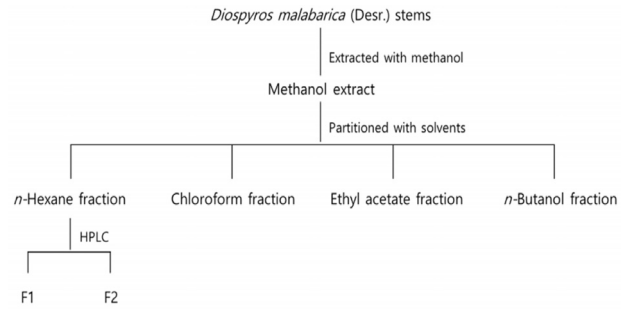 Diospyros malabarica (Desr.) stems
Extracted with methanol
Methanol extract
Partitioned with solvents
n-Hexane fraction
Chloroform fraction
Ethyl acetate fraction
n-Butanol fraction
HPLC
F1
F2